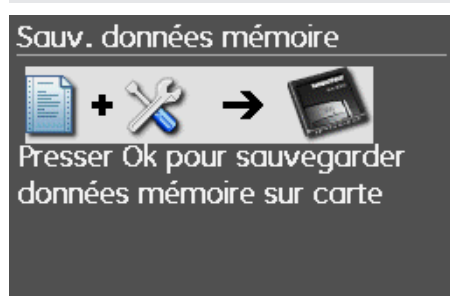 Sauv. données mémoire
Presser Ok pour sauvegarder
données mémoire sur carte